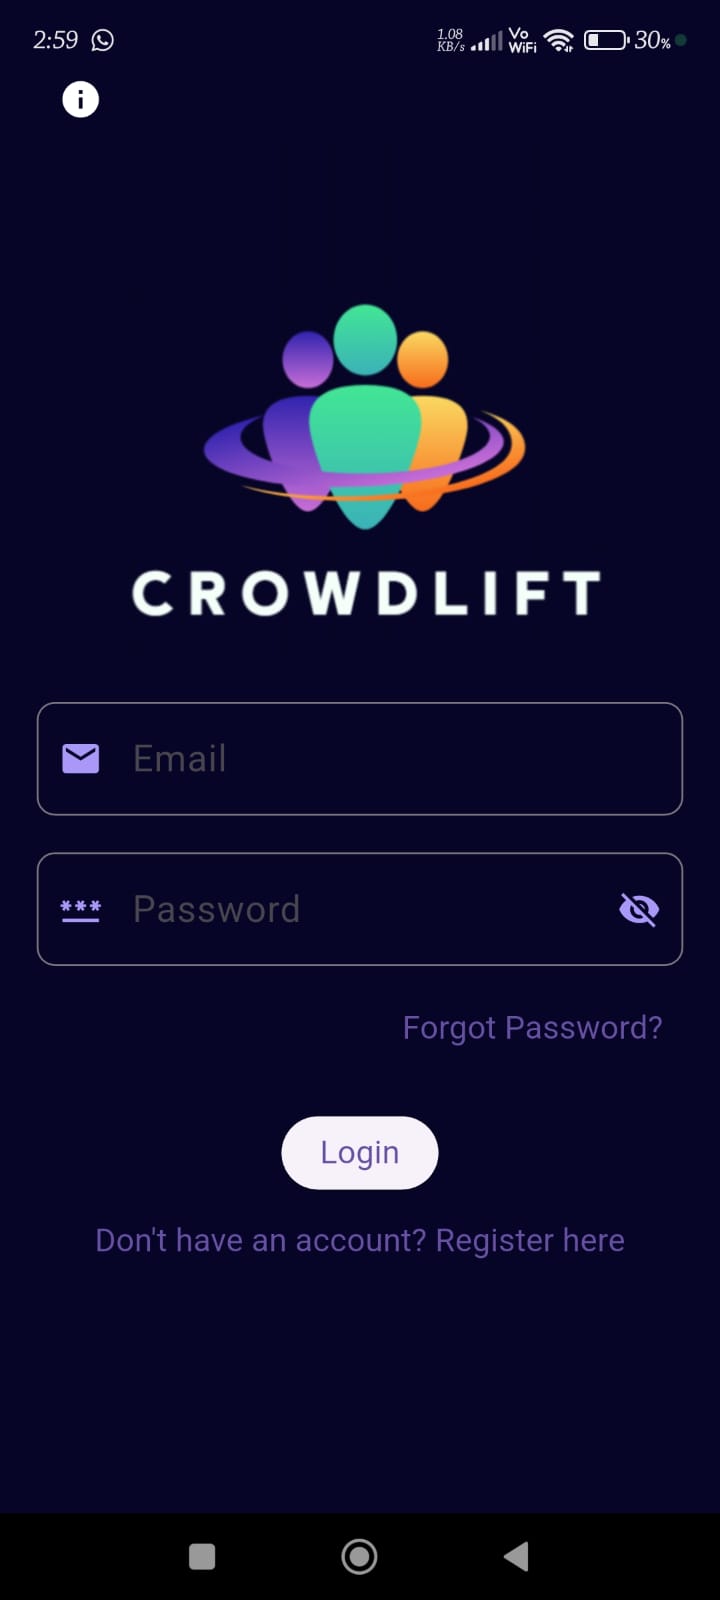 2:59 1.08 KB/s Vo WiFi 30%
CROWDLIFT
Email
*** Password
Forgot Password?
Login
Don't have an account? Register here